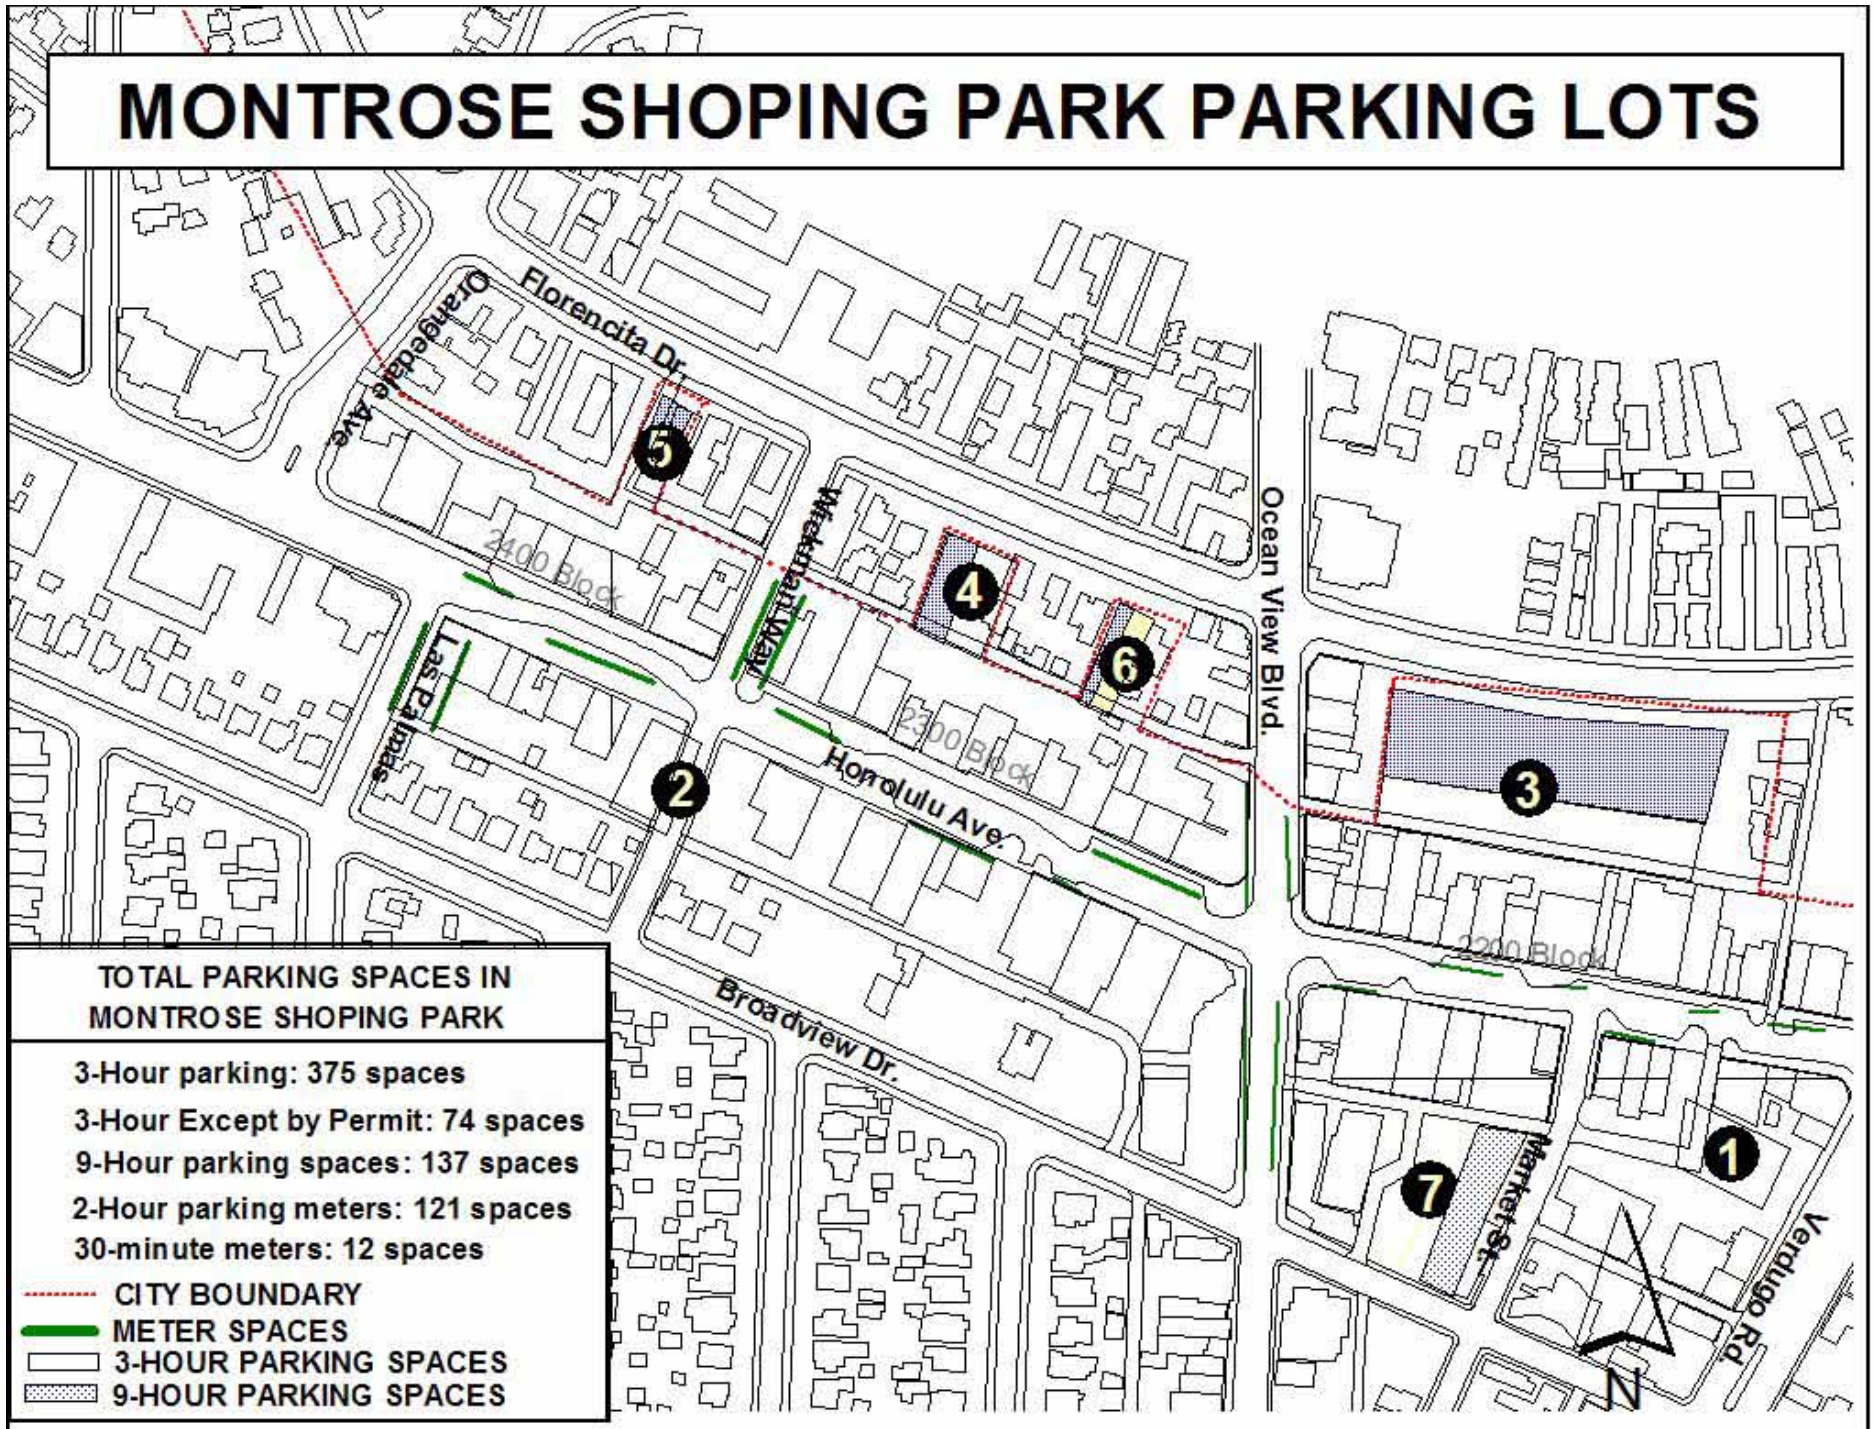 MONTROSE SHOPING PARK PARKING LOTS
Orangedale Ave.
Florencita Dr.
5
Wickman Way
4
6
Ocean View Blvd.
3
2400 Block
Las Palmas
2
2300 Block
Honolulu Ave.
2200 Block
Broadview Dr.
7
Market St.
1
Verdugo Rd.
N
TOTAL PARKING SPACES IN
MONTROSE SHOPING PARK
3-Hour parking: 375 spaces
3-Hour Except by Permit: 74 spaces
9-Hour parking spaces: 137 spaces
2-Hour parking meters: 121 spaces
30-minute meters: 12 spaces
CITY BOUNDARY
METER SPACES
3-HOUR PARKING SPACES
9-HOUR PARKING SPACES